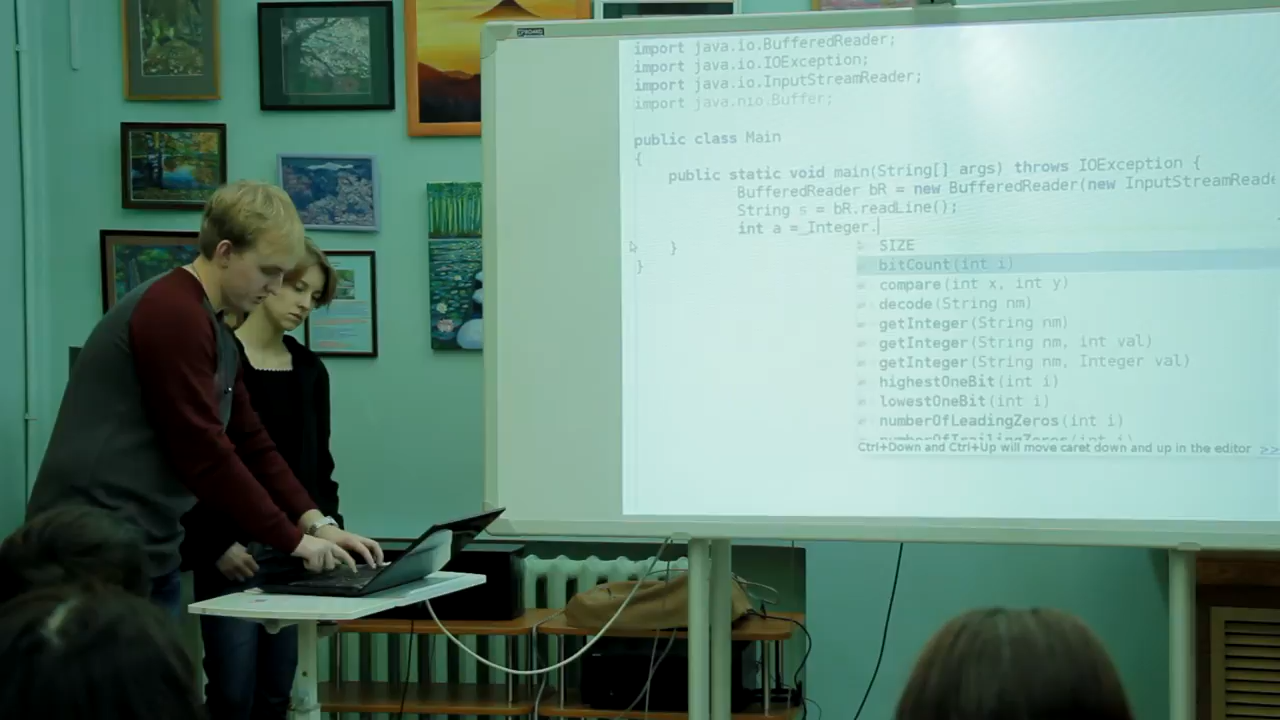 import java.io.BufferedReader;
import java.io.IOException;
import java.io.InputStreamReader;
import java.nio.Buffer;
public class Main
{
public static void main(String[] args) throws IOException {
BufferedReader bR = new BufferedReader(new InputStreamReade
String s = bR.readLine();
int a = Integer.
}
}
SIZE
bitCount(int i)
compare(int x, int y)
decode(String nm)
getInteger(String nm)
getInteger(String nm, int val)
getInteger(String nm, Integer val)
highestOneBit(int i)
lowestOneBit(int i)
numberOfLeadingZeros(int i)
numberOfTrailingZeros(int i)
Ctrl+Down and Ctrl+Up will move caret down and up in the editor >>